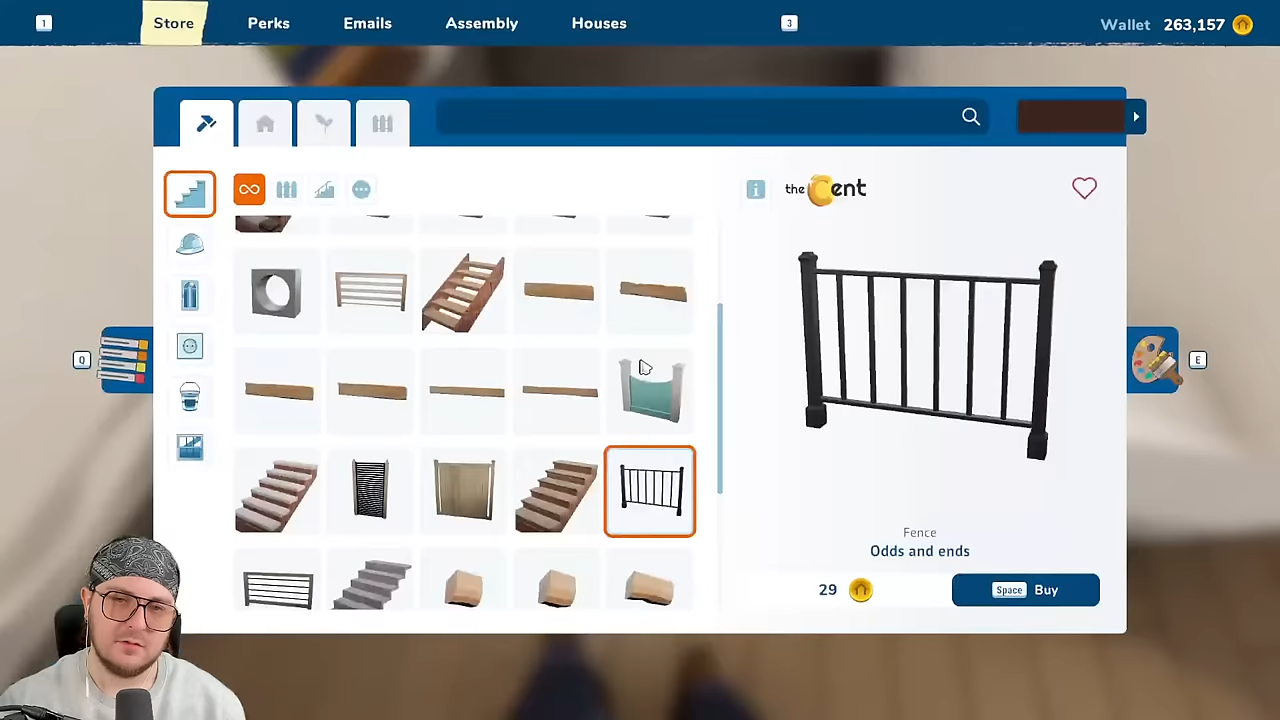 1
Store
Perks
Emails
Assembly
Houses
3
Wallet 263,157
the Cent
Q
E
Fence
Odds and ends
29
Space Buy